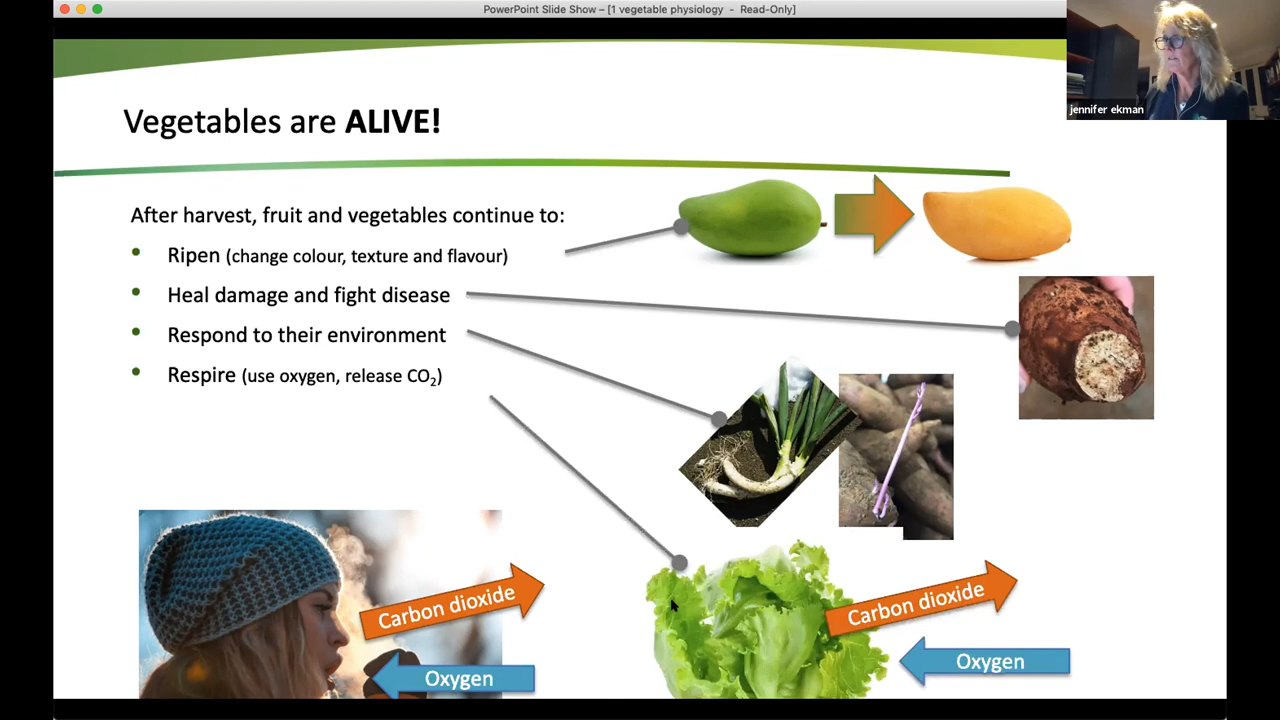 PowerPoint Slide Show – [1 vegetable physiology - Read-Only]
jennifer ekman
Vegetables are ALIVE!
After harvest, fruit and vegetables continue to:
• Ripen (change colour, texture and flavour)
• Heal damage and fight disease
• Respond to their environment
• Respire (use oxygen, release CO₂)
Carbon dioxide
Oxygen
Carbon dioxide
Oxygen